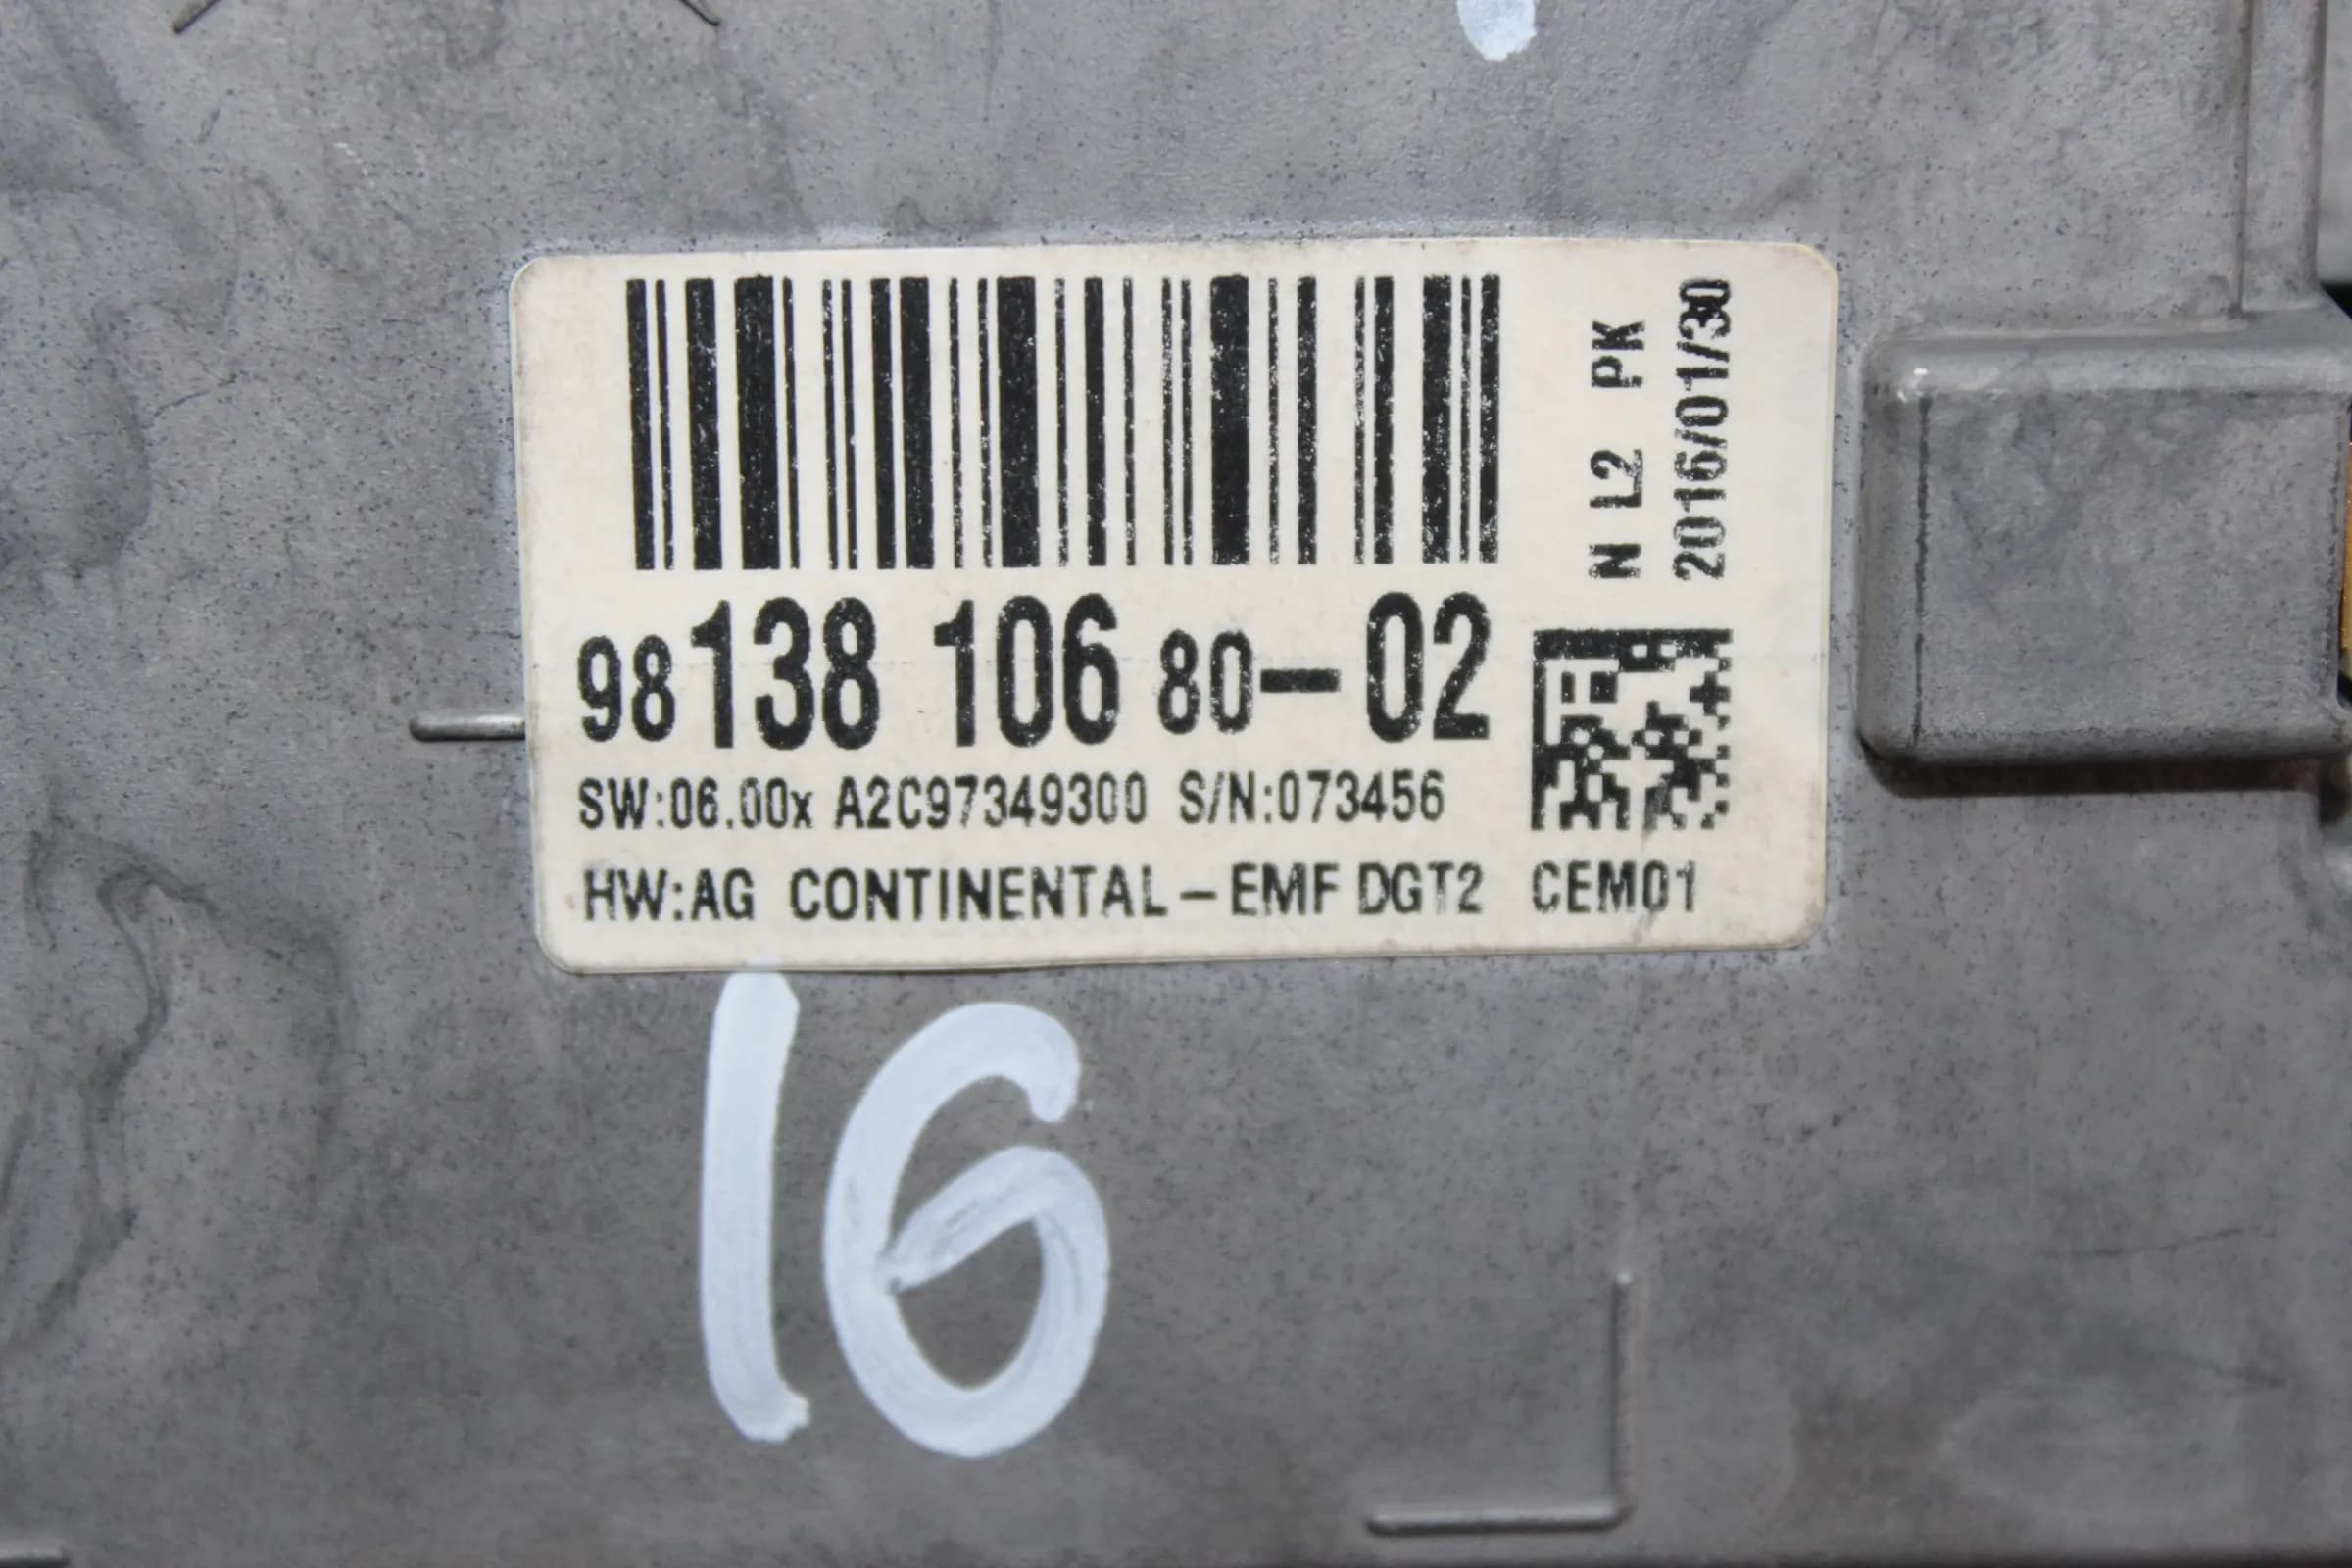 N L2 PK
2016/01/30
98 138 106 80-02
SW:06.00x A2C97349300 S/N:073456
HW:AG CONTINENTAL-EMF DGT2 CEM01
16